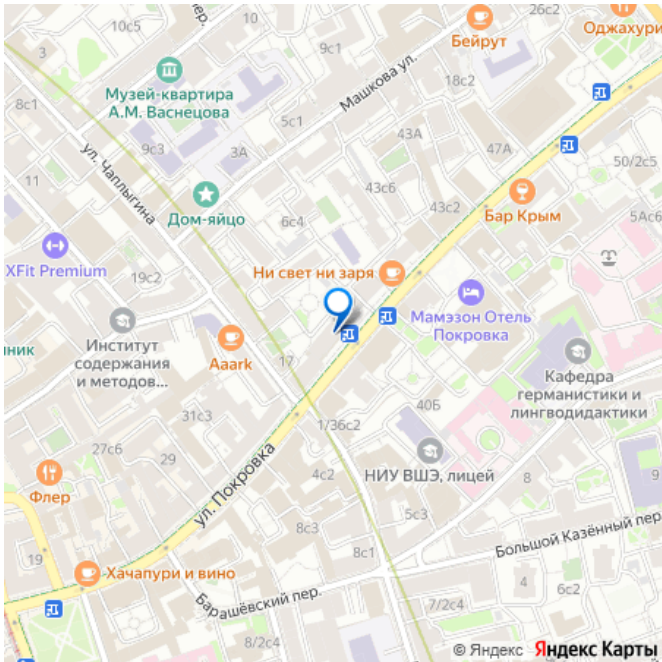 пер.
10с5
3
9с1
26с2
Бейрут
Оджахури
8с1
Музей-квартира
А.М. Васнецова
Машкова ул.
18с2
5с1
9с3
3А
43А
47А
50/2с5
ул. Чаплыгина
11
43с6
43с2
Дом-яйцо
6с4
Бар Крым
5Ас6
XFit Premium
19с2
Ни свет ни заря
Мамэзон Отель
Покровка
Институт
содержания
и методов...
нник
Aaark
17
Кафедра
германистики и
лингводидактики
31с3
40Б
1/36с2
27с6
29
ул. Покровка
4с2
НИУ ВШЭ, лицей
8
9
Флер
5с3
8с3
19
8с1
Большой Казённый пер.
Хачапури и вино
4
6с2
Барашёвский пер.
7/2с4
8/2с4
© Яндекс Яндекс Карты